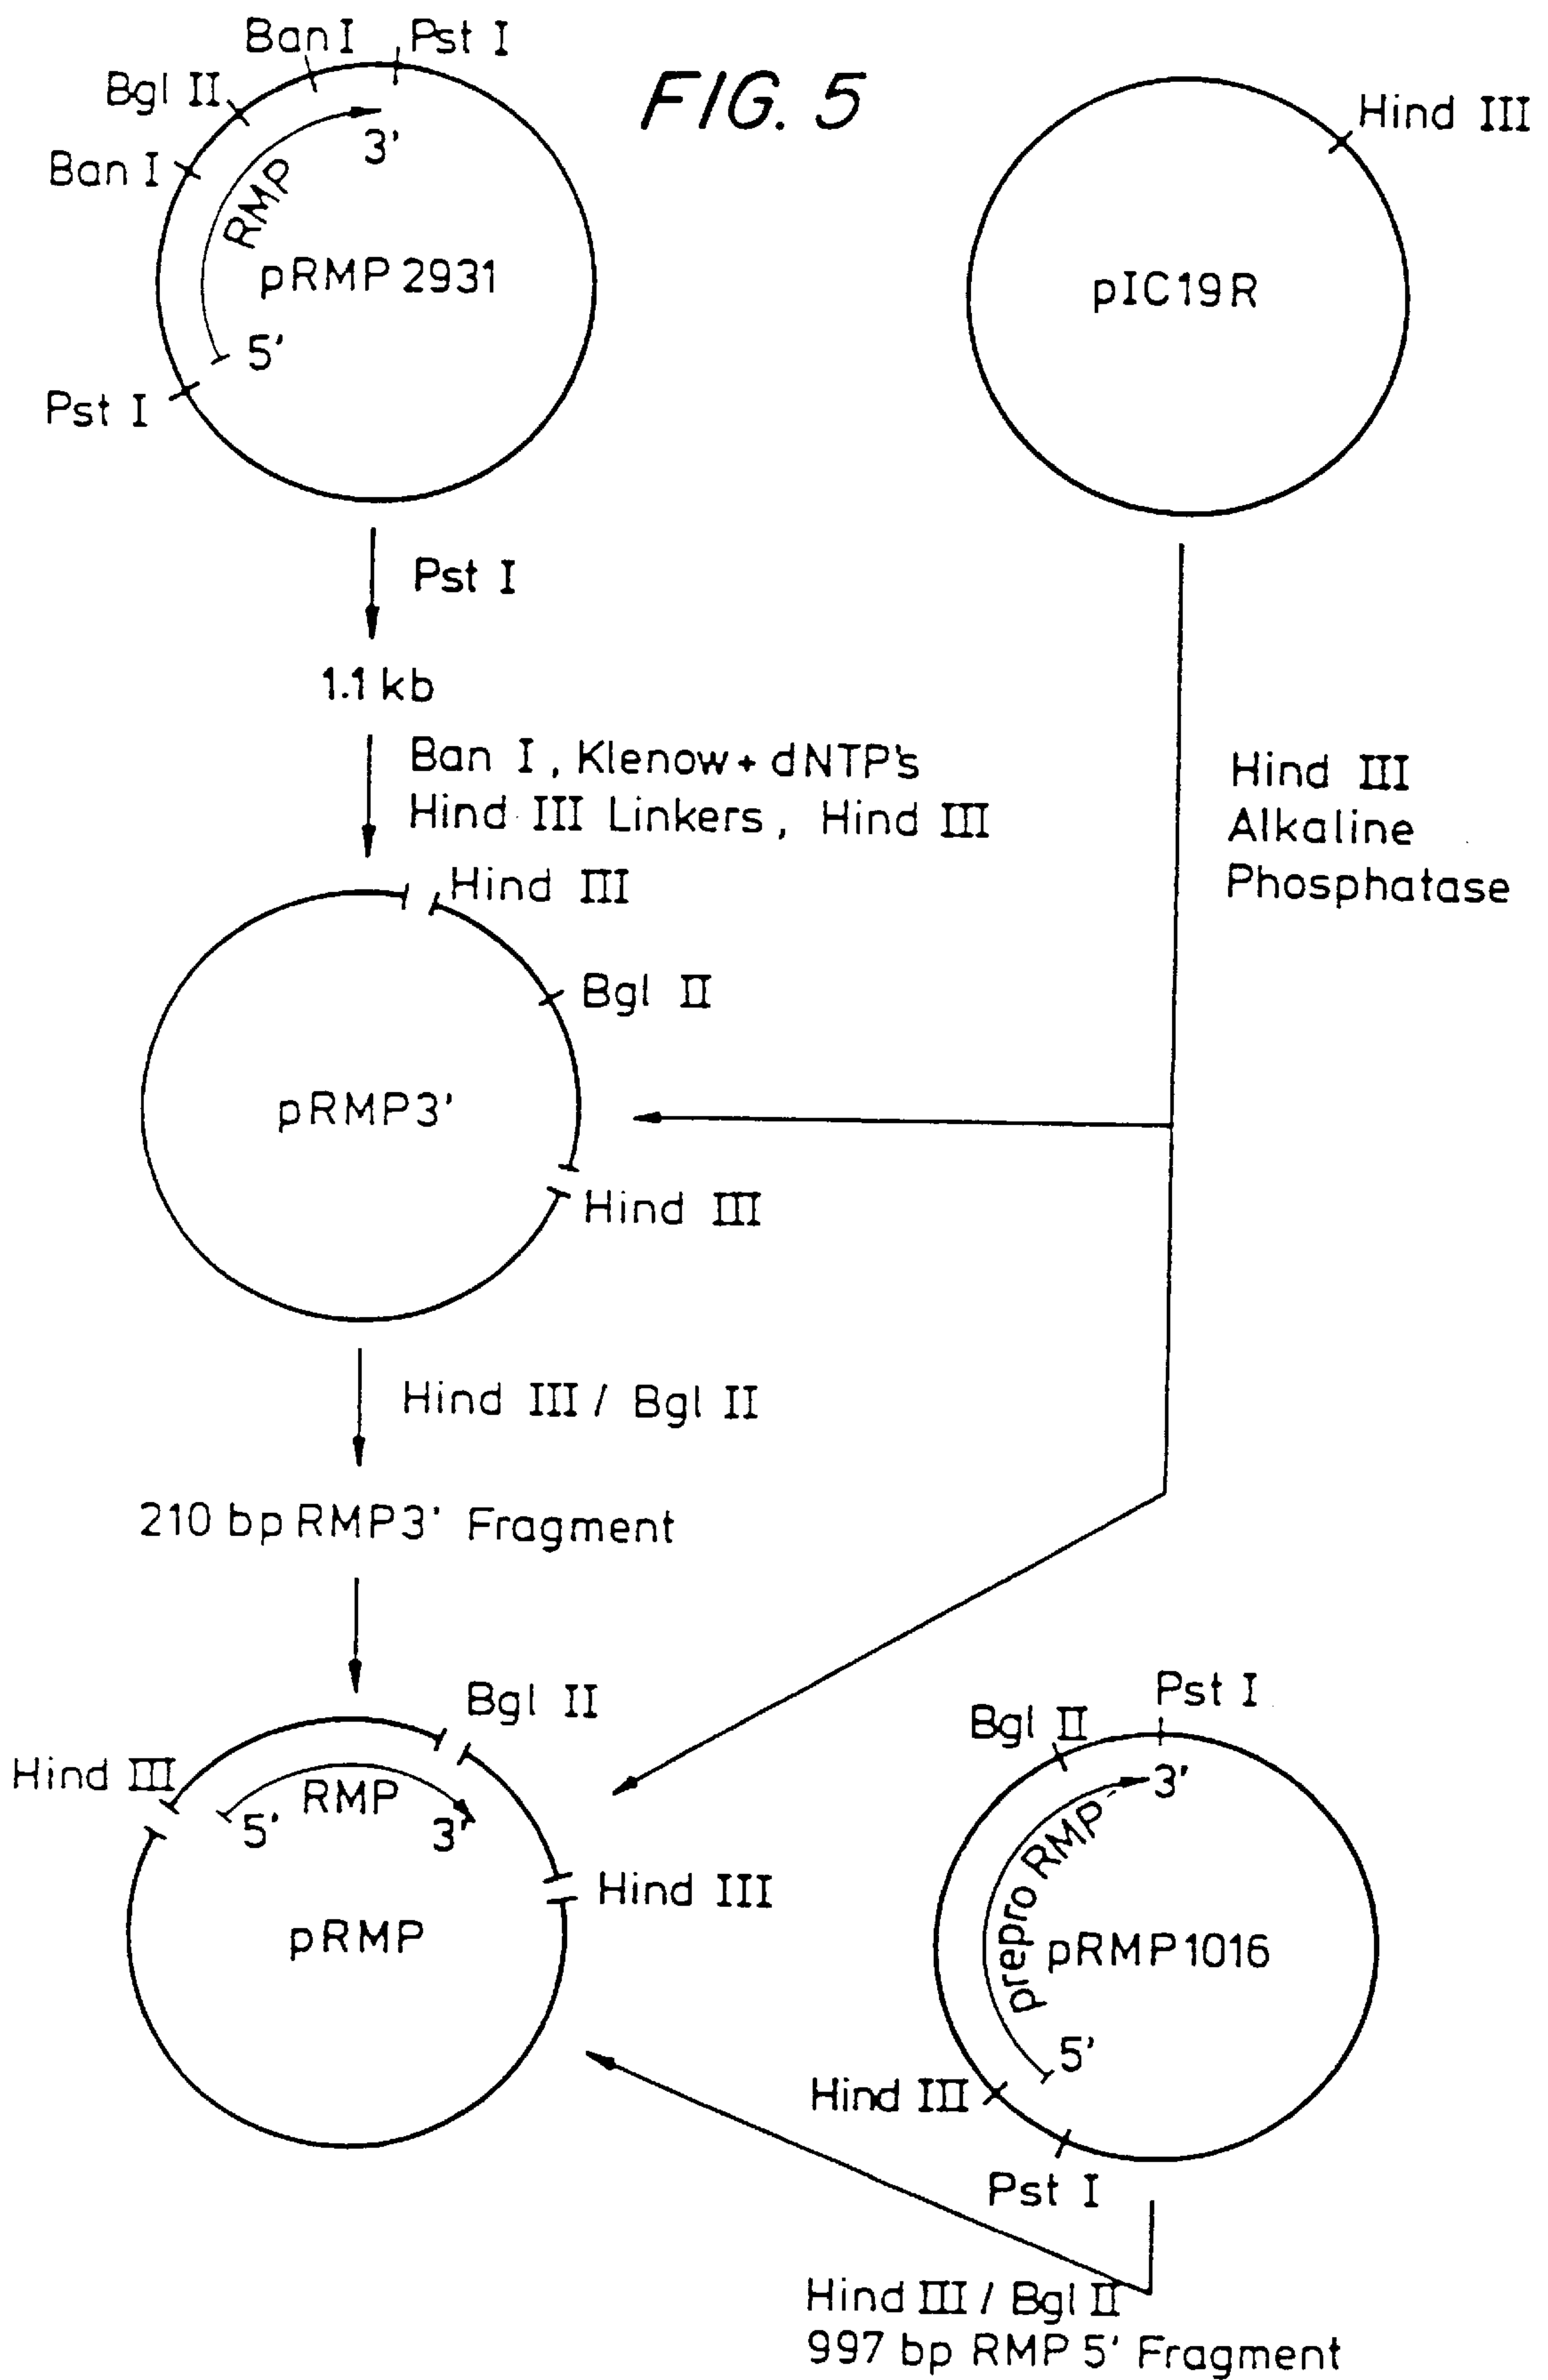 FIG. 5
Ban I
Pst I
Bgl II
Ban I
3'
RMP
pRMP 2931
5'
Pst I
Hind III
pIC19R
Pst I
1.1 kb
Ban I, Klenow + dNTP's
Hind III Linkers, Hind III
Hind III
Alkaline
Phosphatase
Hind III
Bgl II
pRMP3'
Hind III
Hind III / Bgl II
210 bp RMP3' Fragment
Bgl II
Hind III
RMP
5'
3'
Hind III
pRMP
Pst I
Bgl II
3'
prepro RMP
pRMP1016
5'
Hind III
Pst I
Hind III / Bgl II
997 bp RMP 5' Fragment